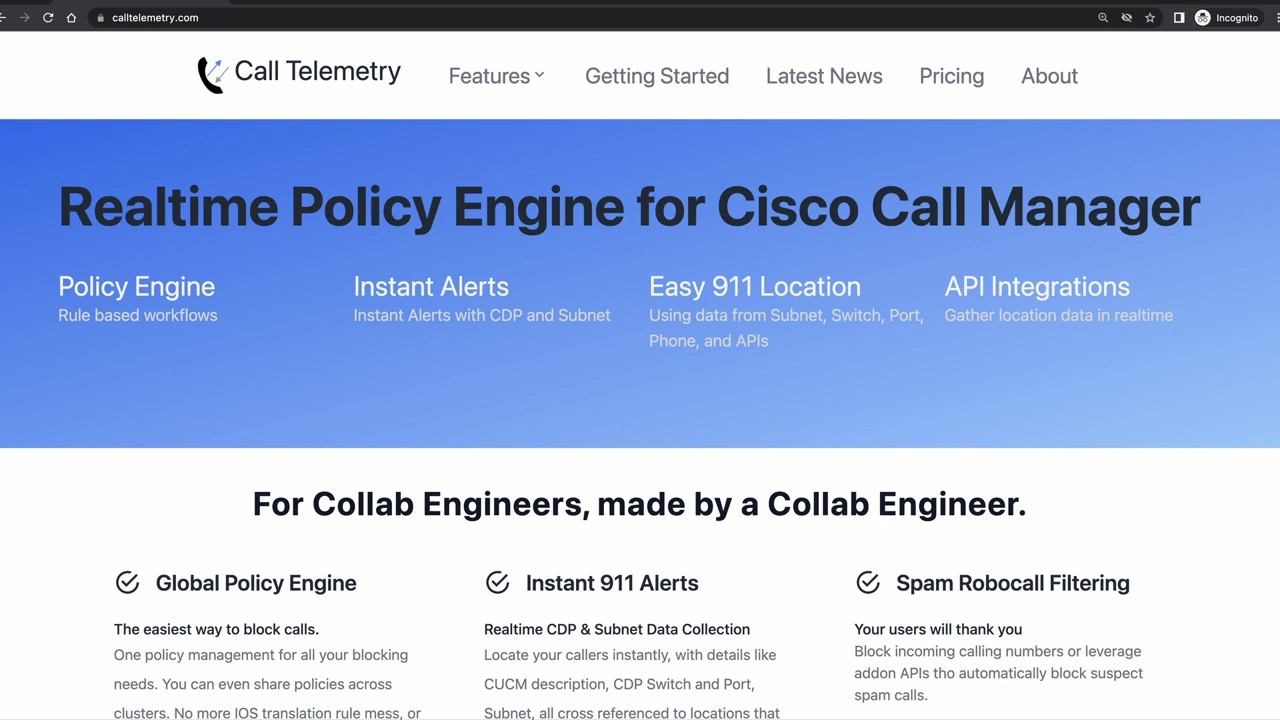 calltelemetry.com
Incognito
Call Telemetry
Features
Getting Started
Latest News
Pricing
About
Realtime Policy Engine for Cisco Call Manager
Policy Engine
Rule based workflows
Instant Alerts
Instant Alerts with CDP and Subnet
Easy 911 Location
Using data from Subnet, Switch, Port,
Phone, and APIs
API Integrations
Gather location data in realtime
For Collab Engineers, made by a Collab Engineer.
Global Policy Engine
The easiest way to block calls.
One policy management for all your blocking
needs. You can even share policies across
clusters. No more IOS translation rule mess, or
Instant 911 Alerts
Realtime CDP & Subnet Data Collection
Locate your callers instantly, with details like
CUCM description, CDP Switch and Port,
Subnet, all cross referenced to locations that
Spam Robocall Filtering
Your users will thank you
Block incoming calling numbers or leverage
addon APIs tho automatically block suspect
spam calls.